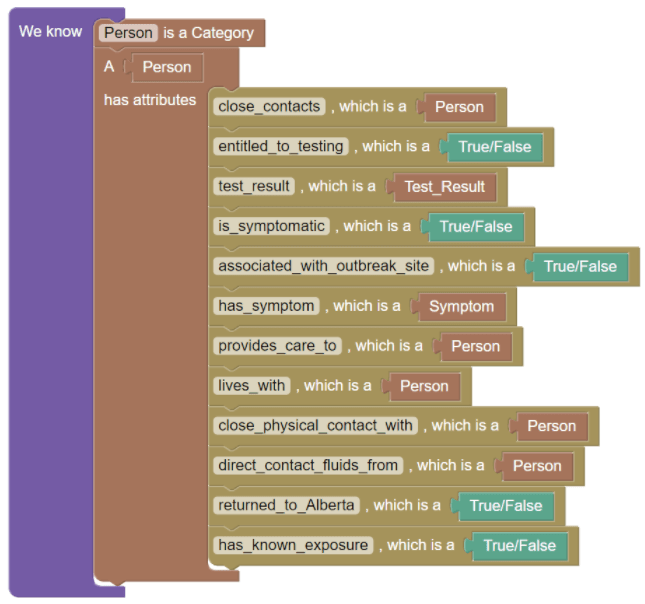 We know Person is a Category
A Person
has attributes
close_contacts , which is a Person
entitled_to_testing , which is a True/False
test_result , which is a Test_Result
is_symptomatic , which is a True/False
associated_with_outbreak_site , which is a True/False
has_symptom , which is a Symptom
provides_care_to , which is a Person
lives_with , which is a Person
close_physical_contact_with , which is a Person
direct_contact_fluids_from , which is a Person
returned_to_Alberta , which is a True/False
has_known_exposure , which is a True/False